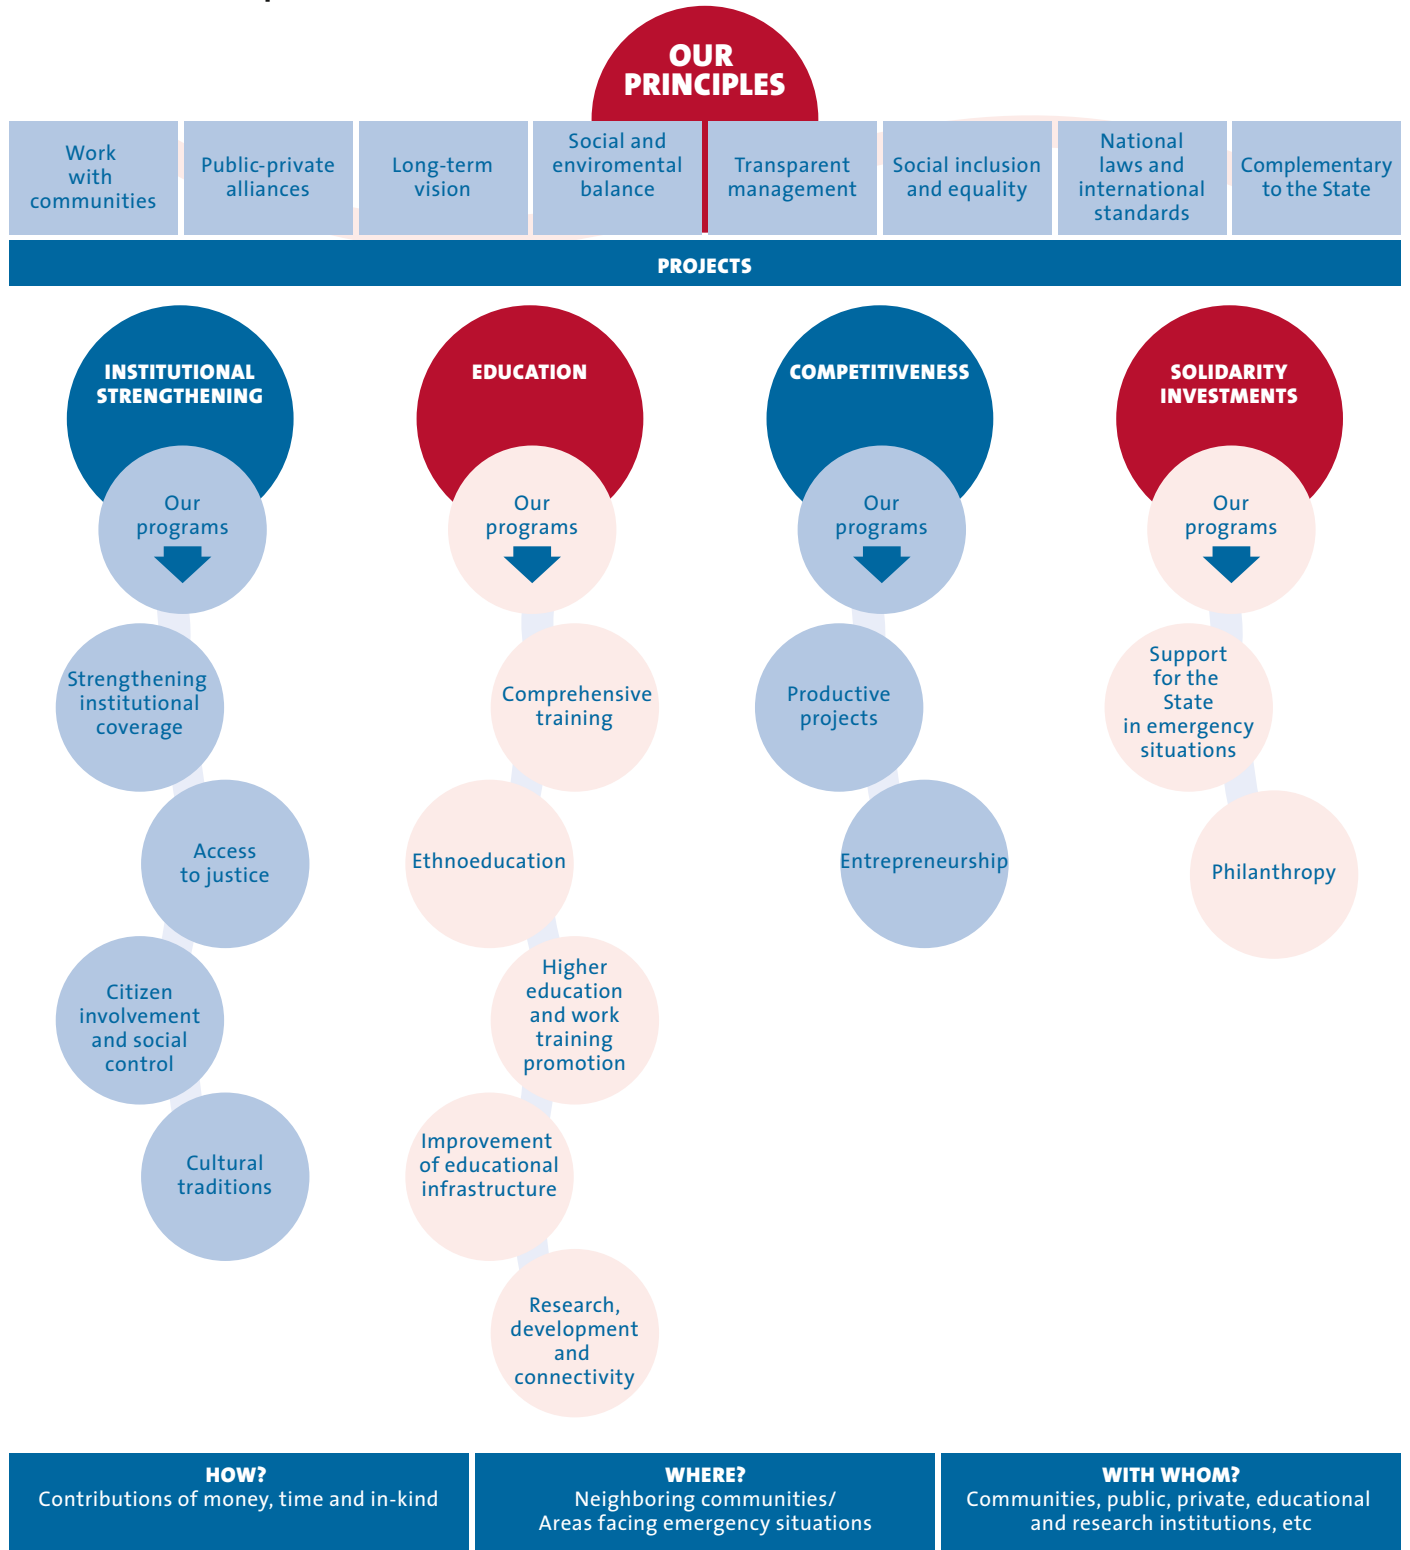 OUR
PRINCIPLES
Work
with
communities
Public-private
alliances
Long-term
vision
Social and
enviromental
balance
Transparent
management
Social inclusion
and equality
National
laws and
international
standards
Complementary
to the State
PROJECTS
INSTITUTIONAL
STRENGTHENING
Our
programs
Strengthening
institutional
coverage
Access
to justice
Citizen
involvement
and social
control
Cultural
traditions
EDUCATION
Our
programs
Comprehensive
training
Ethnoeducation
Higher
education
and work
training
promotion
Improvement
of educational
infrastructure
Research,
development
and
connectivity
COMPETITIVENESS
Our
programs
Productive
projects
Entrepreneurship
SOLIDARITY
INVESTMENTS
Our
programs
Support
for the
State
in emergency
situations
Philanthropy
HOW?
Contributions of money, time and in-kind
WHERE?
Neighboring communities/
Areas facing emergency situations
WITH WHOM?
Communities, public, private, educational
and research institutions, etc